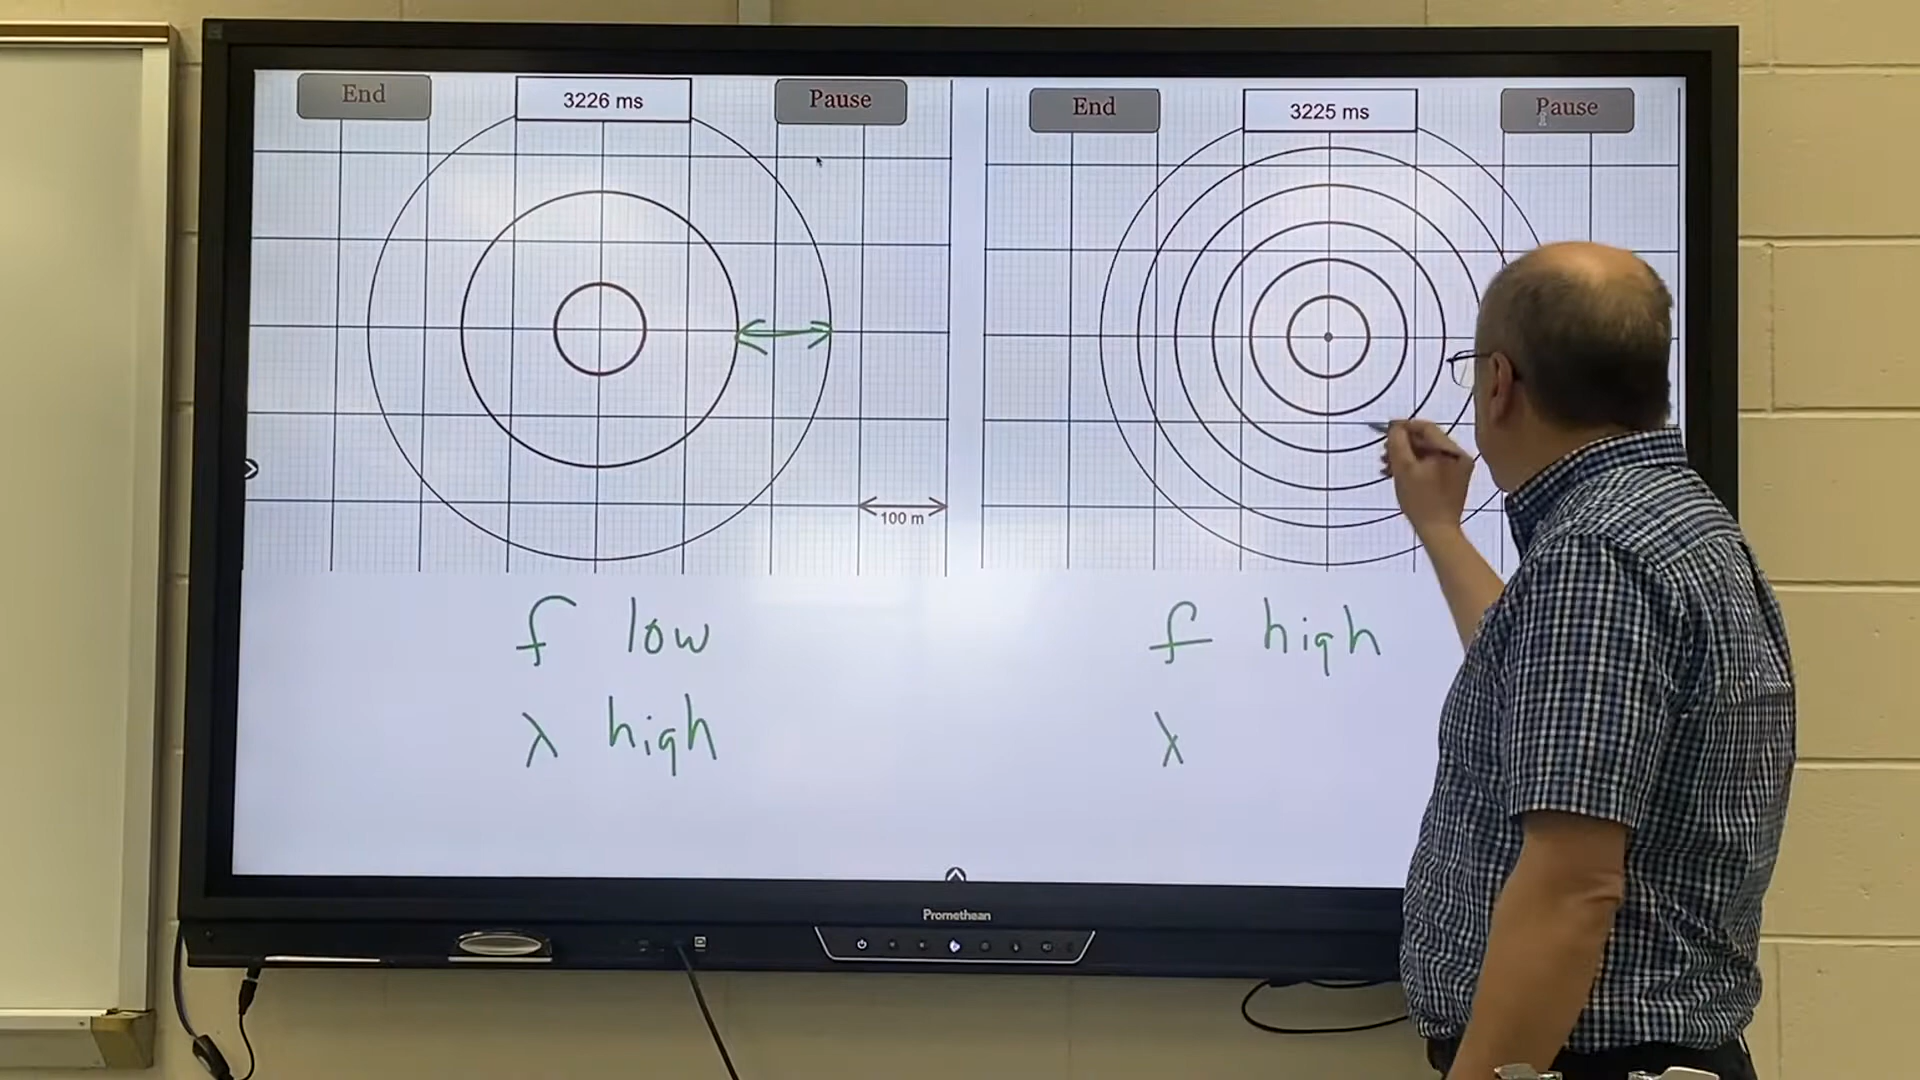 End 3226 ms Pause
End 3225 ms Pause
100 m
f low
λ high
f high
λ
Promethean